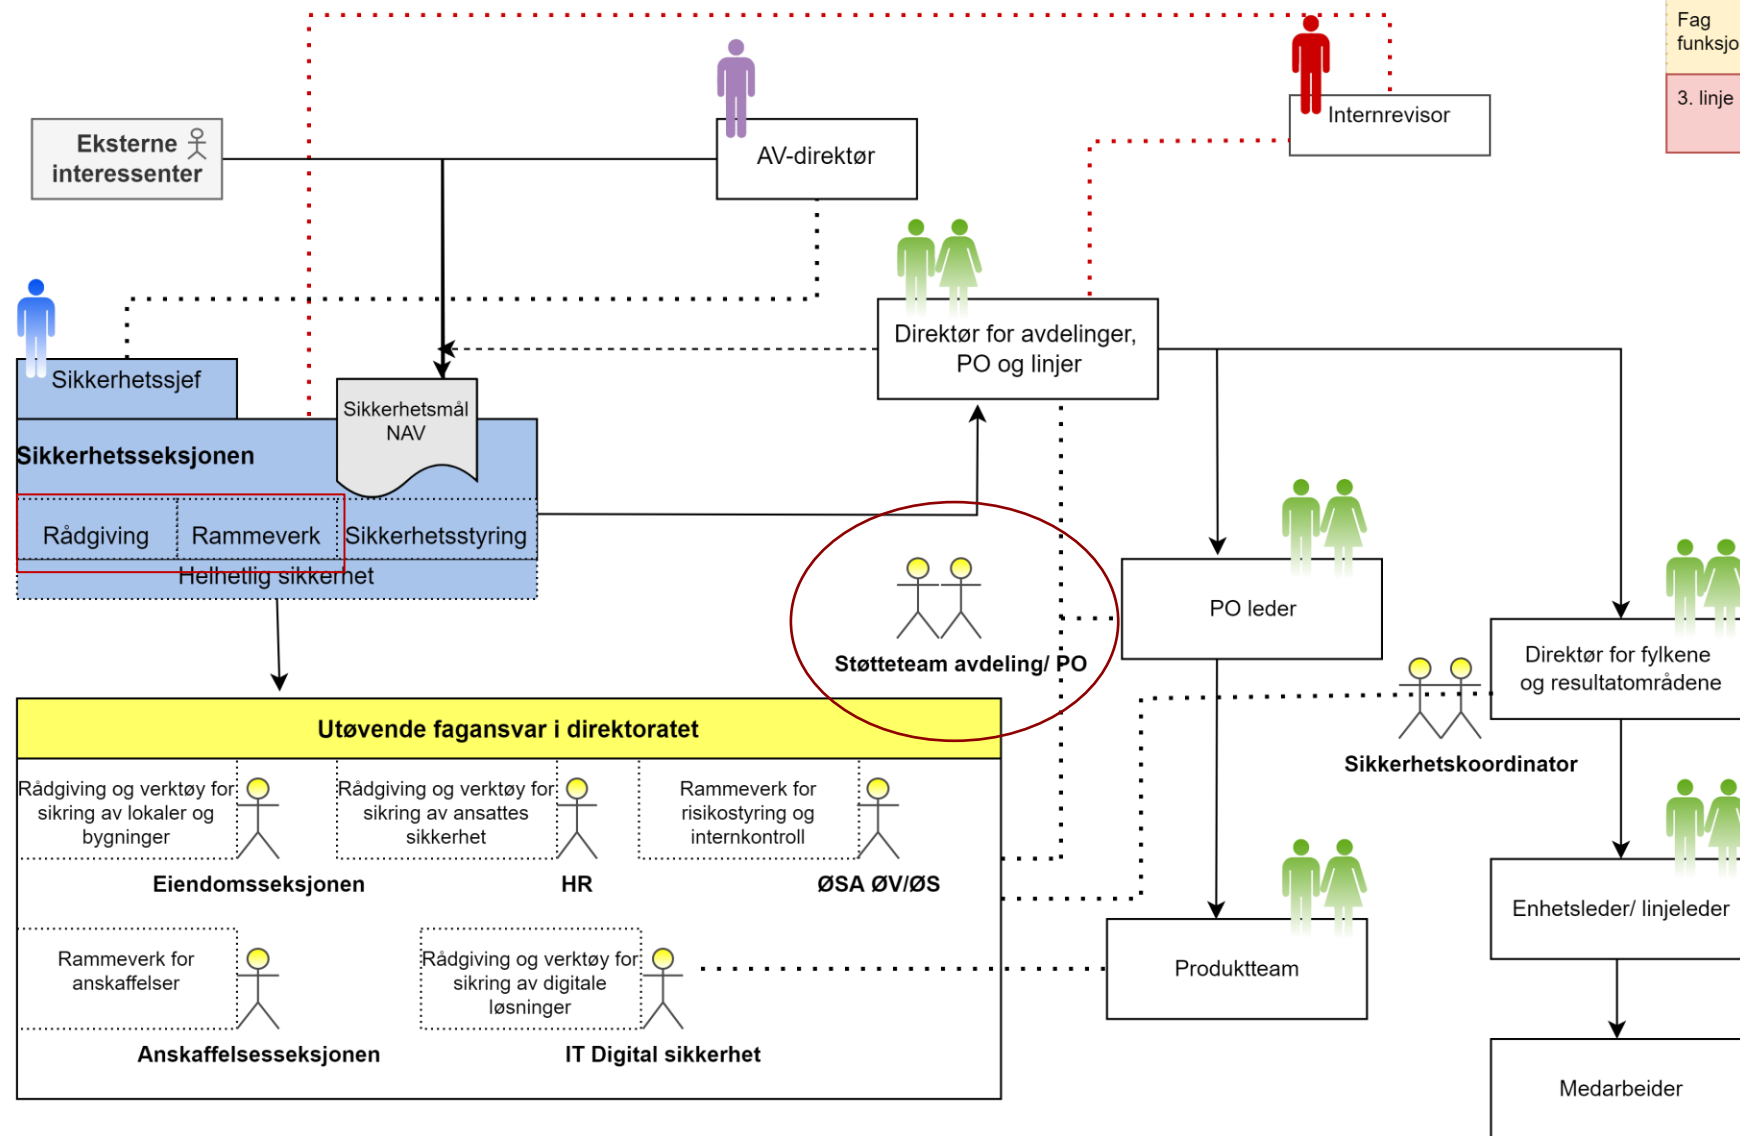 Fag
3. linje
Internrevisor
Eksterne
interessenter
AV-direktør
Direktør for avdelinger,
PO og linjer
Sikkerhetssjef
Sikkerhetsmål
NAV
Sikkerhetsseksjonen
Rådgiving
Rammeverk
Sikkerhetsstyring
Helhetlig sikkerhet
Støtteteam avdeling/ PO
PO leder
Direktør for fylkene
og resultatområdene
Sikkerhetskoordinator
Utøvende fagansvar i direktoratet
Rådgiving og verktøy for
sikring av lokaler og
bygninger
Eiendomsseksjonen
Rådgiving og verktøy for
sikring av ansattes
sikkerhet
HR
Rammeverk for
risikostyring og
internkontroll
ØSA ØV/ØS
Rammeverk for
anskaffelser
Anskaffelsesseksjonen
Rådgiving og verktøy for
sikring av digitale
løsninger
IT Digital sikkerhet
Produktteam
Enhetsleder/ linjeleder
Medarbeider